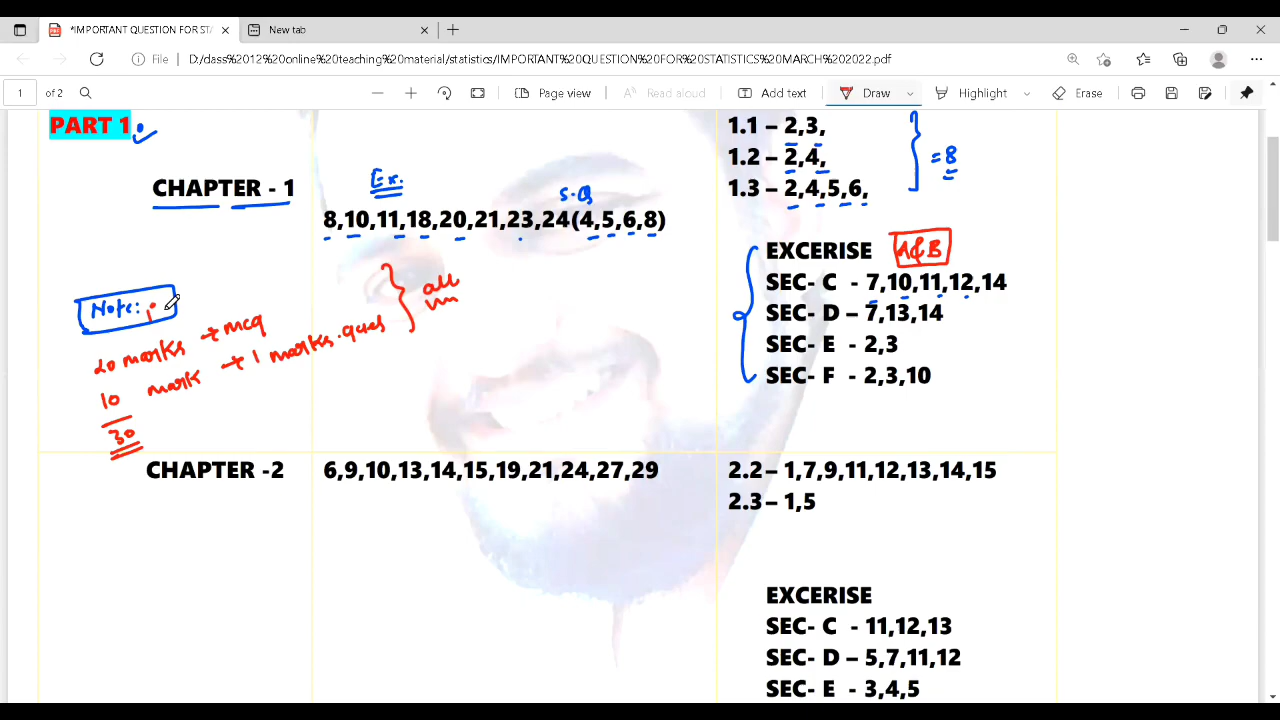 *IMPORTANT QUESTION FOR STA
New tab
File
D:/class%2012%20online%20teaching%20material/statistics/IMPORTANT%20QUESTION%20FOR%20STATISTICS%20MARCH%202022.pdf
1 of 2
Page view
Read aloud
Add text
Draw
Highlight
Erase
PART 1
1.1 – 2,3,
1.2 – 2,4,
1.3 – 2,4,5,6,
= 8
CHAPTER - 1
Ex.
S.Q
8,10,11,18,20,21,23,24(4,5,6,8)
EXCERISE A&B
SEC- C - 7,10,11,12,14
SEC- D – 7,13,14
SEC- E - 2,3
SEC- F - 2,3,10
Note:
20 marks → mcq
10 mark → 1 marks.ques
30
all
CHAPTER -2
6,9,10,13,14,15,19,21,24,27,29
2.2 – 1,7,9,11,12,13,14,15
2.3 – 1,5
EXCERISE
SEC- C - 11,12,13
SEC- D – 5,7,11,12
SEC- E - 3,4,5